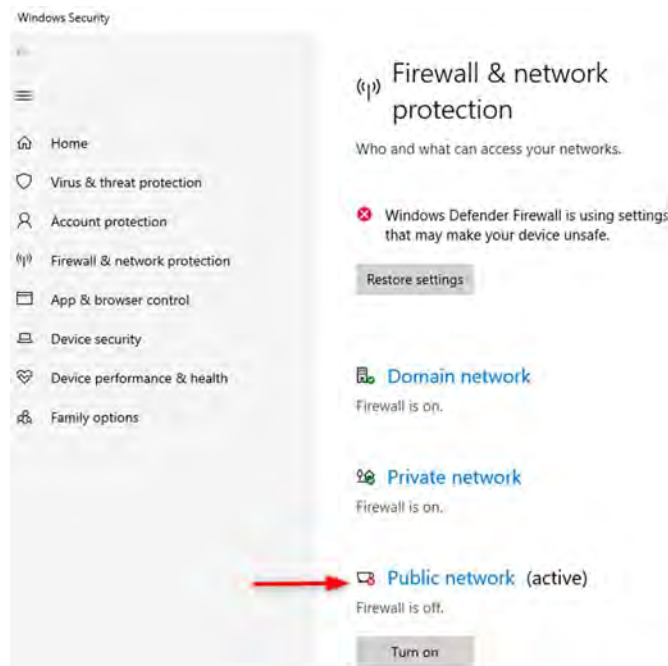 Windows Security
Home
Virus & threat protection
Account protection
Firewall & network protection
App & browser control
Device security
Device performance & health
Family options
Firewall & network
protection
Who and what can access your networks.
Windows Defender Firewall is using settings
that may make your device unsafe.
Restore settings
Domain network
Firewall is on.
Private network
Firewall is on.
Public network (active)
Firewall is off.
Turn on